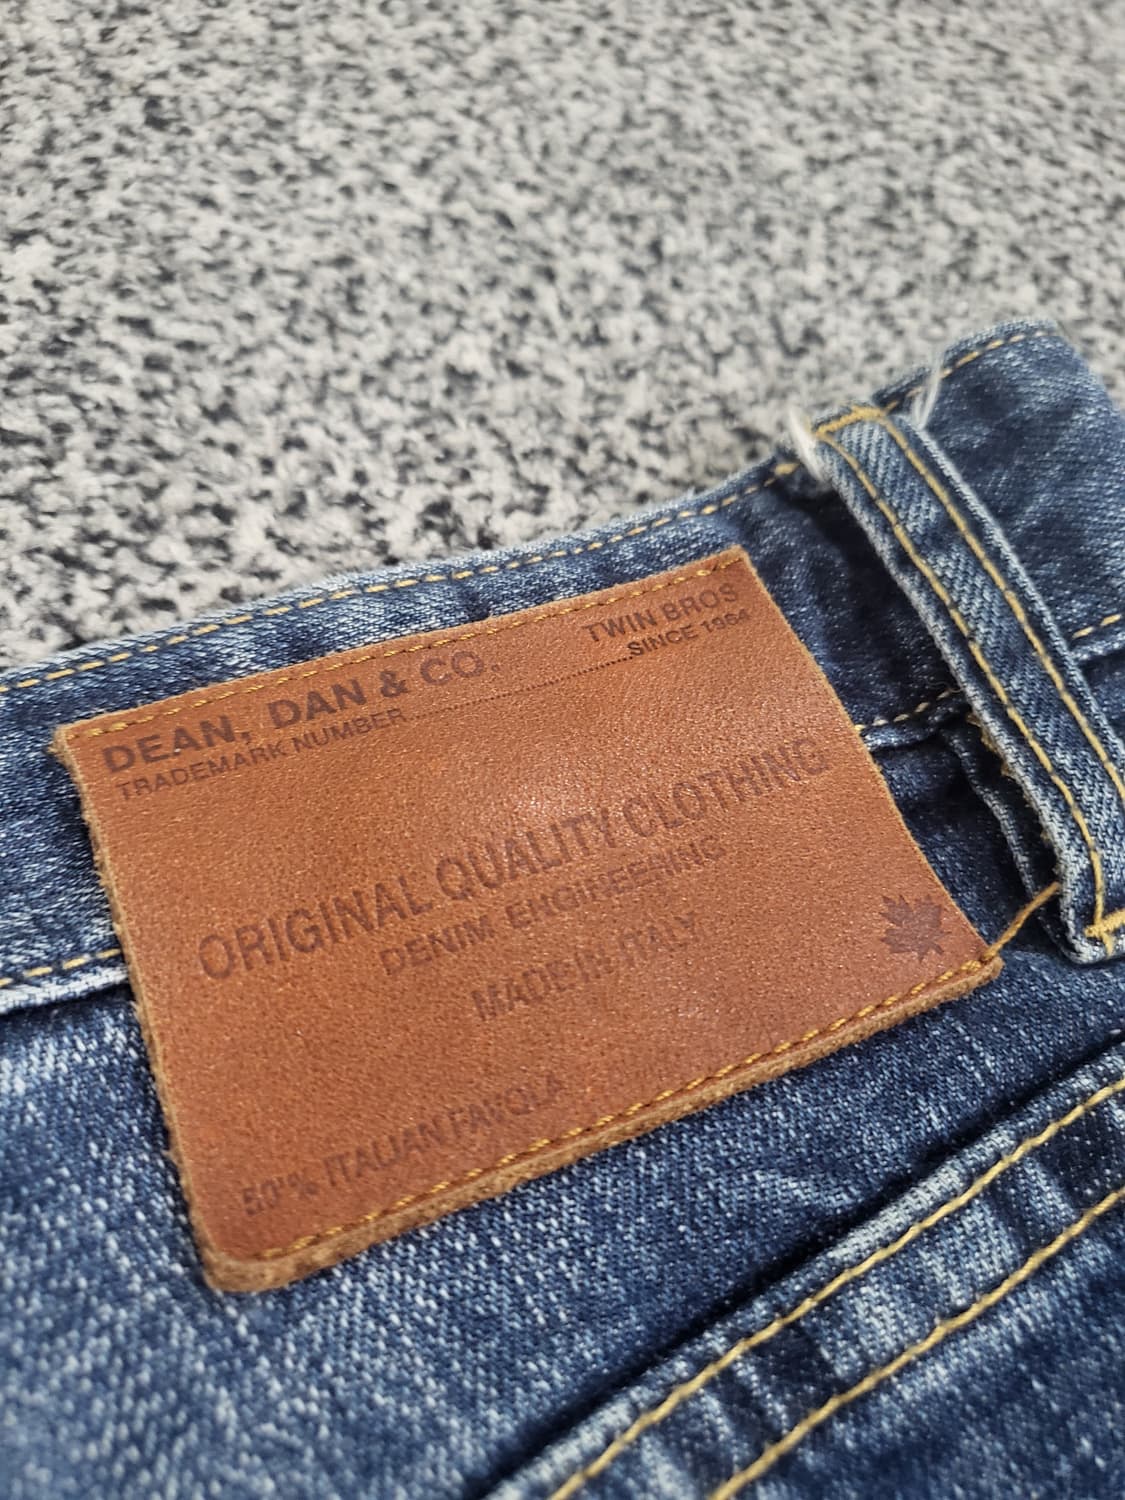 DEAN, DAN & CO.
TRADEMARK NUMBER
TWIN BROS
SINCE 1964
ORIGINAL QUALITY CLOTHING
DENIM ENGINEERING
MADE IN ITALY
50'% ITALIAN FAVOLA